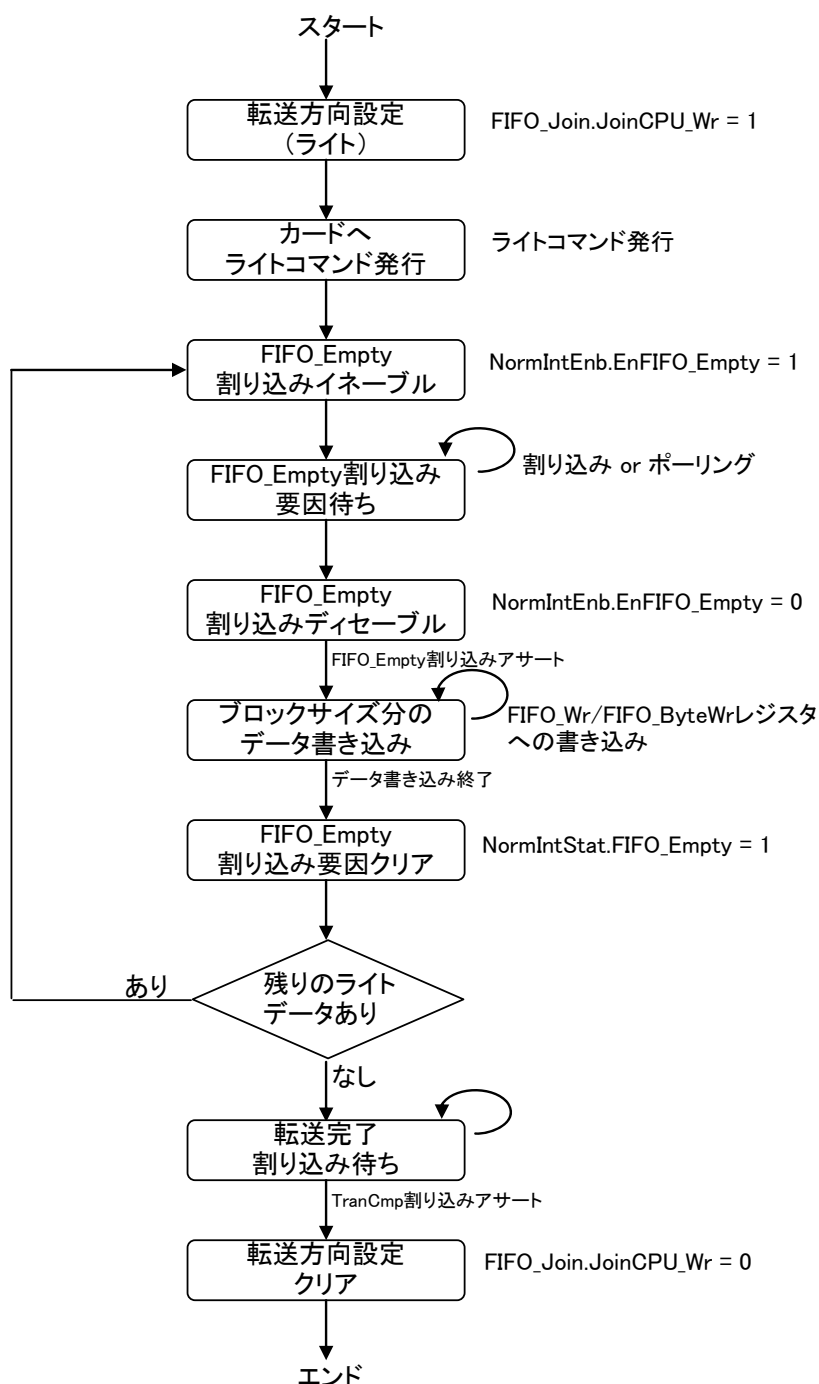 スタート
転送方向設定
（ライト）
FIFO_Join.JoinCPU_Wr = 1
カードへ
ライトコマンド発行
ライトコマンド発行
FIFO_Empty
割り込みイネーブル
NormIntEnb.EnFIFO_Empty = 1
FIFO_Empty割り込み
要因待ち
割り込み or ポーリング
FIFO_Empty
割り込みディセーブル
NormIntEnb.EnFIFO_Empty = 0
FIFO_Empty割り込みアサート
ブロックサイズ分の
データ書き込み
FIFO_Wr/FIFO_ByteWrレジスタ
への書き込み
データ書き込み終了
FIFO_Empty
割り込み要因クリア
NormIntStat.FIFO_Empty = 1
あり
残りのライト
データあり
なし
転送完了
割り込み待ち
TranCmp割り込みアサート
転送方向設定
クリア
FIFO_Join.JoinCPU_Wr = 0
エンド